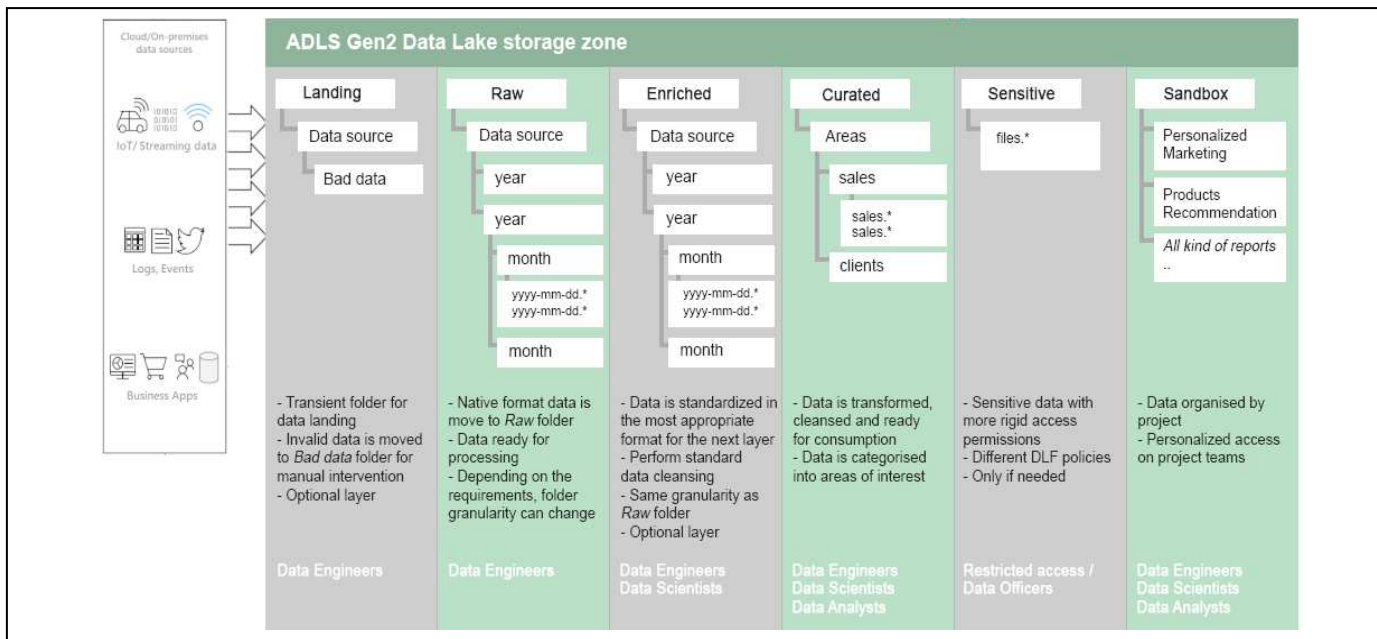 Cloud/On-premises
data sources
IoT/ Streaming data
Logs, Events
Business Apps
ADLS Gen2 Data Lake storage zone
Landing
Data source
Bad data
- Transient folder for
data landing
- Invalid data is moved
to Bad data folder for
manual intervention
- Optional layer
Data Engineers
Raw
Data source
year
year
month
yyyy-mm-dd.*
yyyy-mm-dd.*
month
- Native format data is
move to Raw folder
- Data ready for
processing
- Depending on the
requirements, folder
granularity can change
Data Engineers
Enriched
Data source
year
year
month
yyyy-mm-dd.*
yyyy-mm-dd.*
month
- Data is standardized in
the most appropriate
format for the next layer
- Perform standard
data cleansing
- Same granularity as
Raw folder
- Optional layer
Data Engineers
Data Scientists
Curated
Areas
sales
sales.*
sales.*
clients
- Data is transformed,
cleansed and ready
for consumption
- Data is categorised
into areas of interest
Data Engineers
Data Scientists
Data Analysts
Sensitive
files.*
- Sensitive data with
more rigid access
permissions
- Different DLF policies
- Only if needed
Restricted access /
Data Officers
Sandbox
Personalized
Marketing
Products
Recommendation
All kind of reports
..
- Data organised by
project
- Personalized access
on project teams
Data Engineers
Data Scientists
Data Analysts